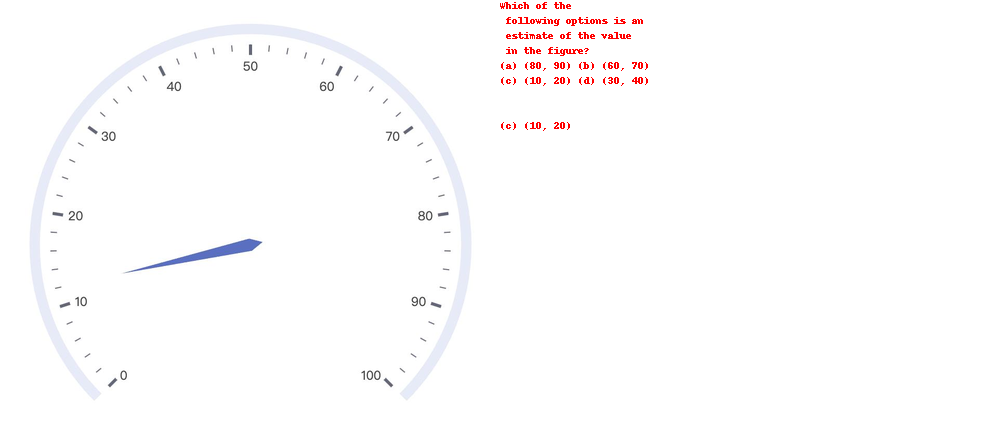 50
40
60
30
70
20
80
10
90
0
100
Which of the
following options is an
estimate of the value
in the figure?
(a) (80, 90) (b) (60, 70)
(c) (10, 20) (d) (30, 40)
(c) (10, 20)